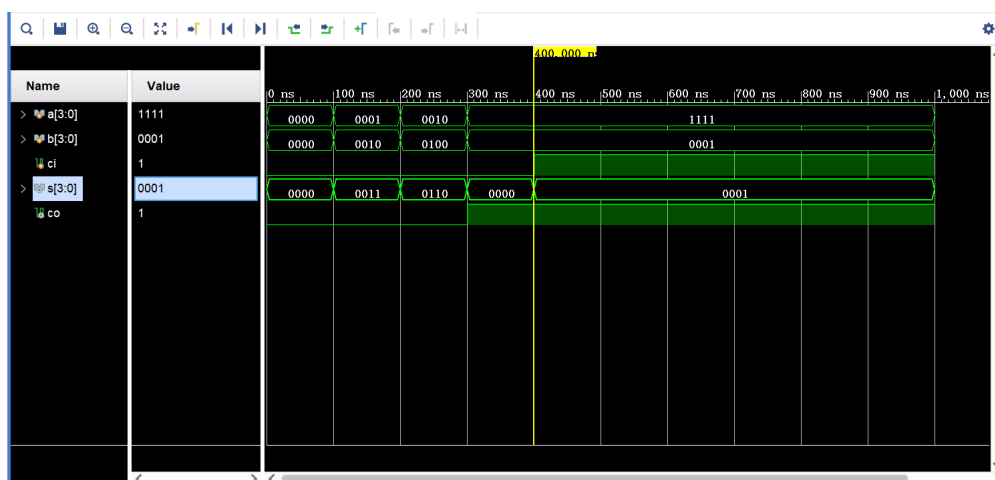 400.000 n
Name Value
0 ns 100 ns 200 ns 300 ns 400 ns 500 ns 600 ns 700 ns 800 ns 900 ns 1,000 ns
a[3:0] 1111 0000 0001 0010 1111
b[3:0] 0001 0000 0010 0100 0001
ci 1
s[3:0] 0001 0000 0011 0110 0000 0001
co 1